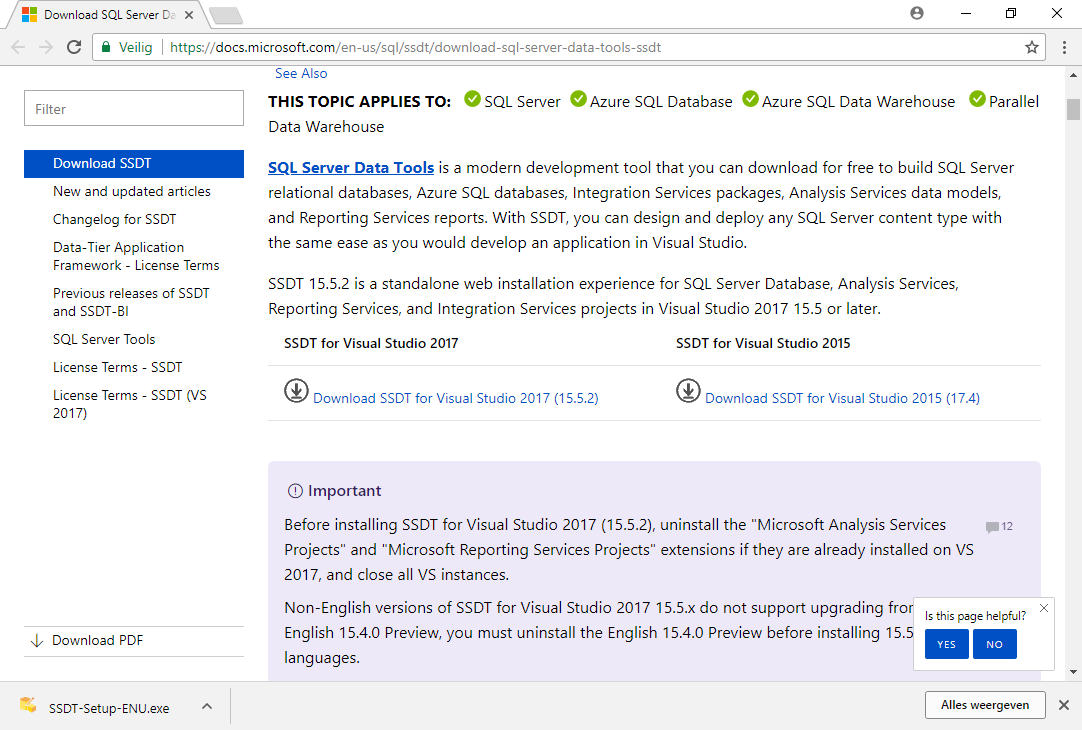 Download SQL Server Da
Veilig
https://docs.microsoft.com/en-us/sql/ssdt/download-sql-server-data-tools-ssdt
Filter
Download SSDT
New and updated articles
Changelog for SSDT
Data-Tier Application
Framework - License Terms
Previous releases of SSDT
and SSDT-BI
SQL Server Tools
License Terms - SSDT
License Terms - SSDT (VS
2017)
Download PDF
See Also
THIS TOPIC APPLIES TO: SQL Server Azure SQL Database Azure SQL Data Warehouse Parallel
Data Warehouse
SQL Server Data Tools is a modern development tool that you can download for free to build SQL Server
relational databases, Azure SQL databases, Integration Services packages, Analysis Services data models,
and Reporting Services reports. With SSDT, you can design and deploy any SQL Server content type with
the same ease as you would develop an application in Visual Studio.
SSDT 15.5.2 is a standalone web installation experience for SQL Server Database, Analysis Services,
Reporting Services, and Integration Services projects in Visual Studio 2017 15.5 or later.
SSDT for Visual Studio 2017 SSDT for Visual Studio 2015
Download SSDT for Visual Studio 2017 (15.5.2) Download SSDT for Visual Studio 2015 (17.4)
Important
Before installing SSDT for Visual Studio 2017 (15.5.2), uninstall the "Microsoft Analysis Services
Projects" and "Microsoft Reporting Services Projects" extensions if they are already installed on VS
2017, and close all VS instances.
12
Non-English versions of SSDT for Visual Studio 2017 15.5.x do not support upgrading from
English 15.4.0 Preview, you must uninstall the English 15.4.0 Preview before installing 15.5
languages.
Is this page helpful?
YES NO
SSDT-Setup-ENU.exe
Alles weergeven